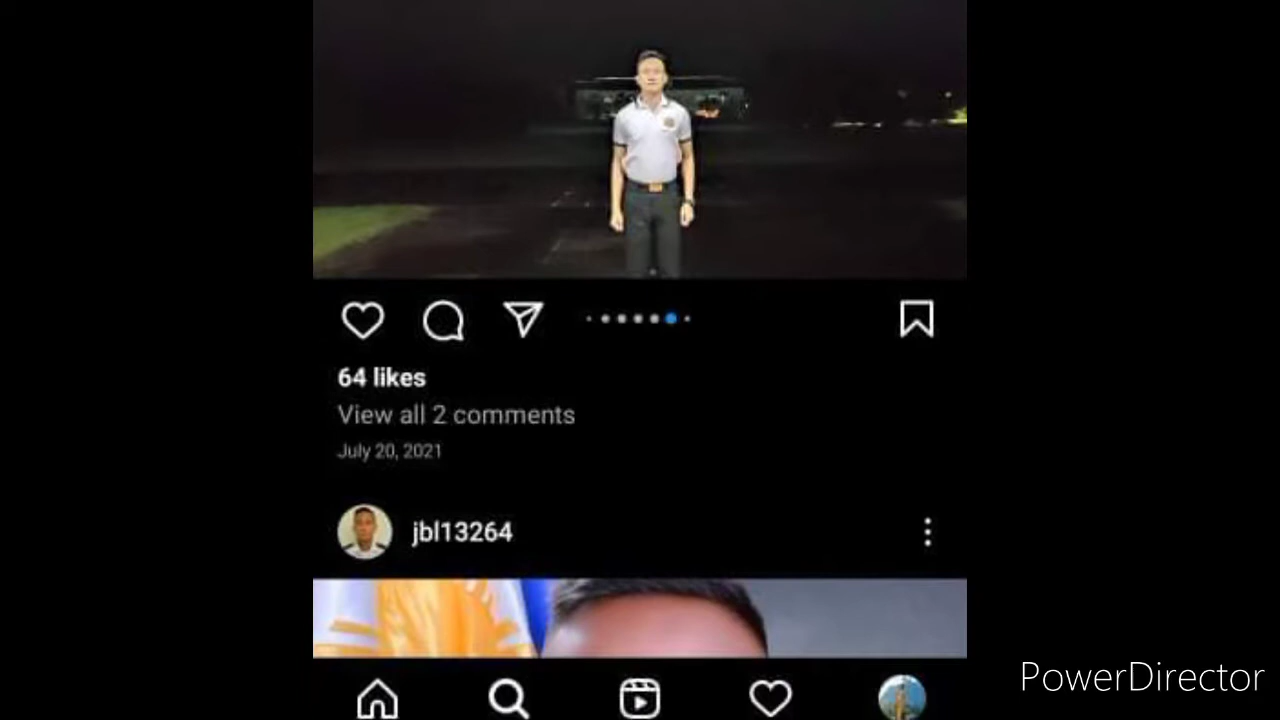 64 likes
View all 2 comments
July 20, 2021
jbl13264
PowerDirector